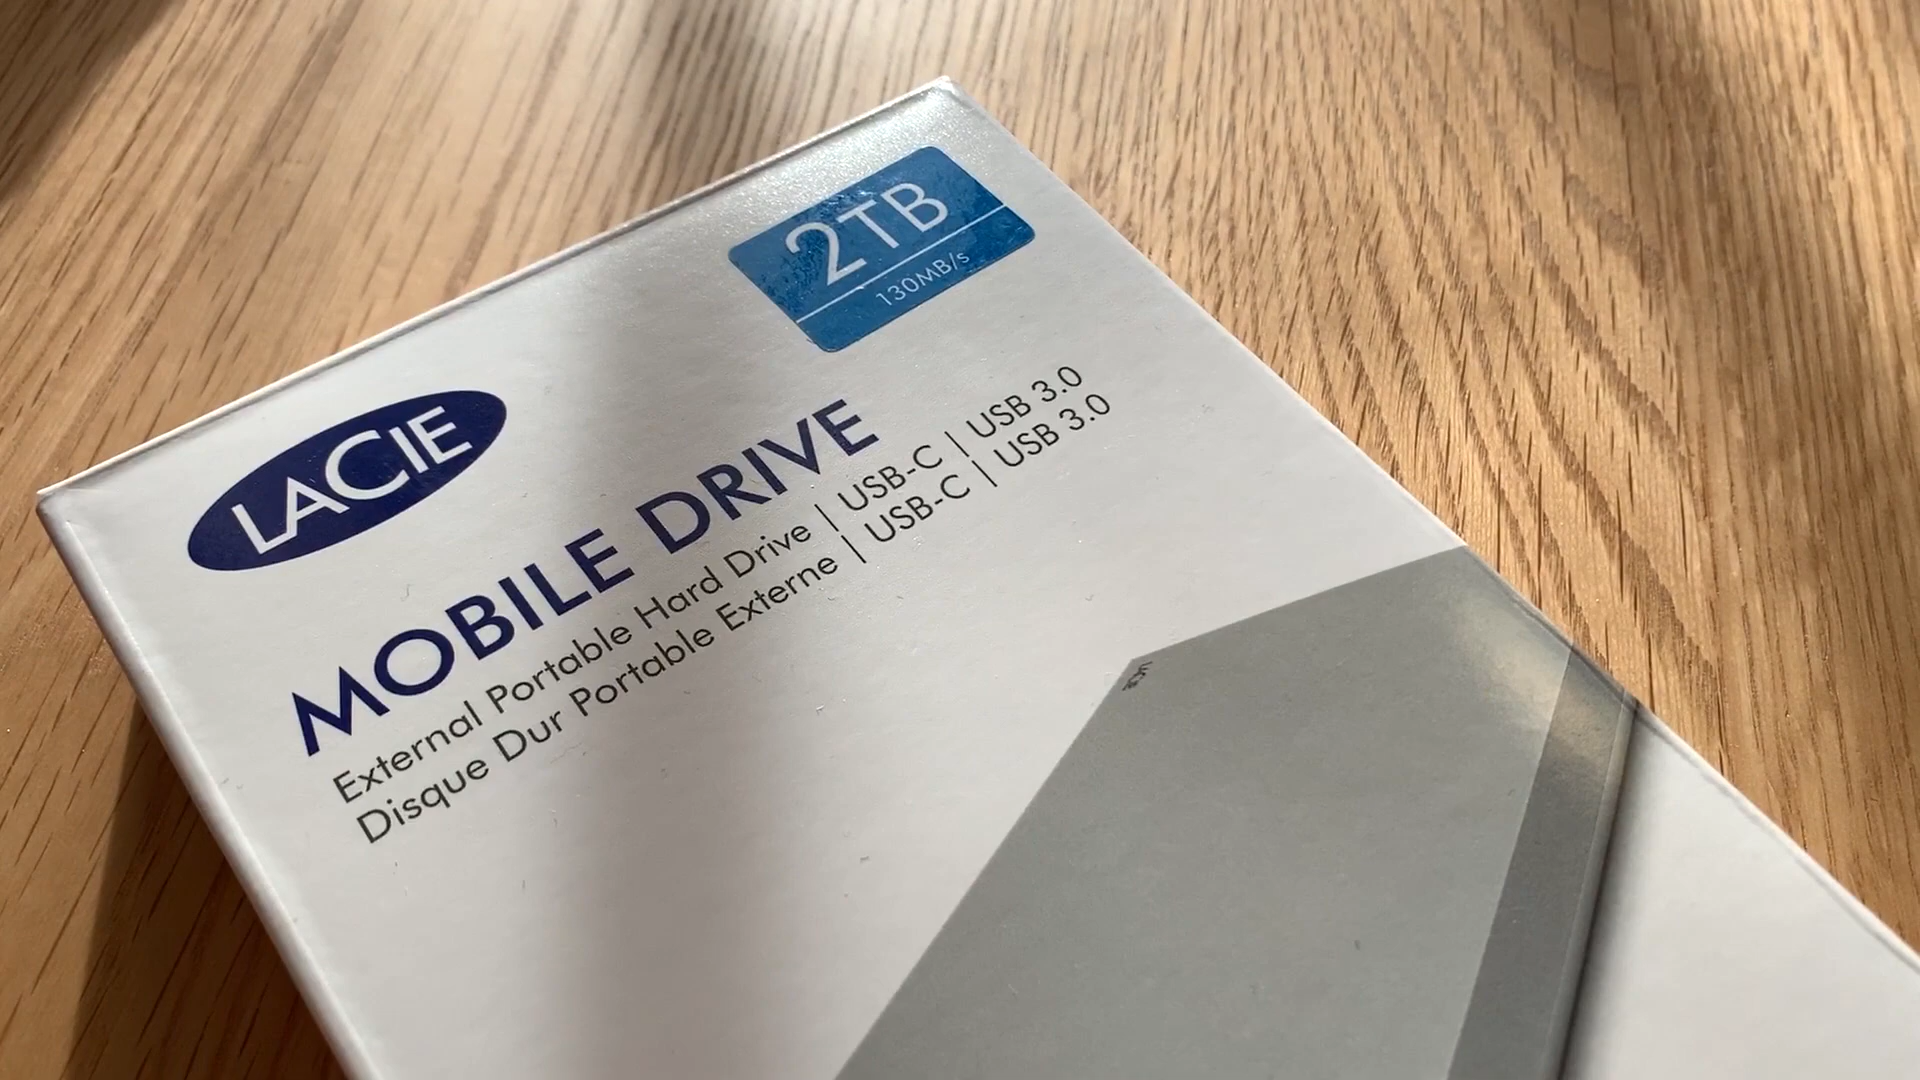 2TB
130MB/s
LACIE
MOBILE DRIVE
External Portable Hard Drive | USB-C | USB 3.0
Disque Dur Portable Externe | USB-C | USB 3.0
LaCie